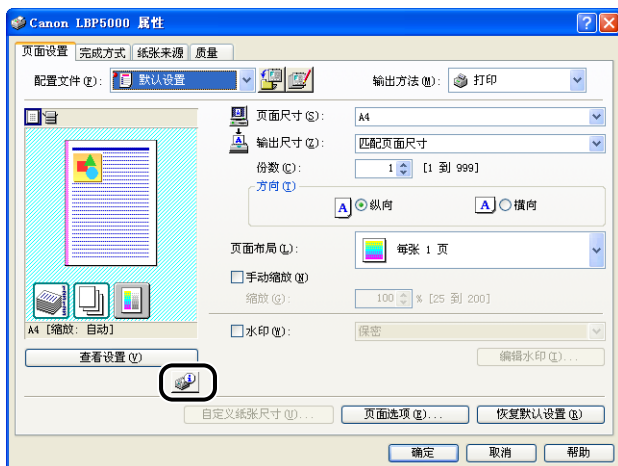 Canon LBP5000 属性
页面设置 完成方式 纸张来源 质量
配置文件(F): 默认设置 输出方法(M): 打印
页面尺寸(S): A4
输出尺寸(Z): 匹配页面尺寸
份数(C): 1 [1 到 999]
方向(T)
A 纵向 A 横向
页面布局(L): 每张 1 页
手动缩放(N)
缩放(G): 100 % [25 到 200]
A4 [缩放: 自动]
水印(W): 保密
查看设置(V) 编辑水印(I)...
自定义纸张尺寸(U)... 页面选项(E)... 恢复默认设置(R)
确定 取消 帮助